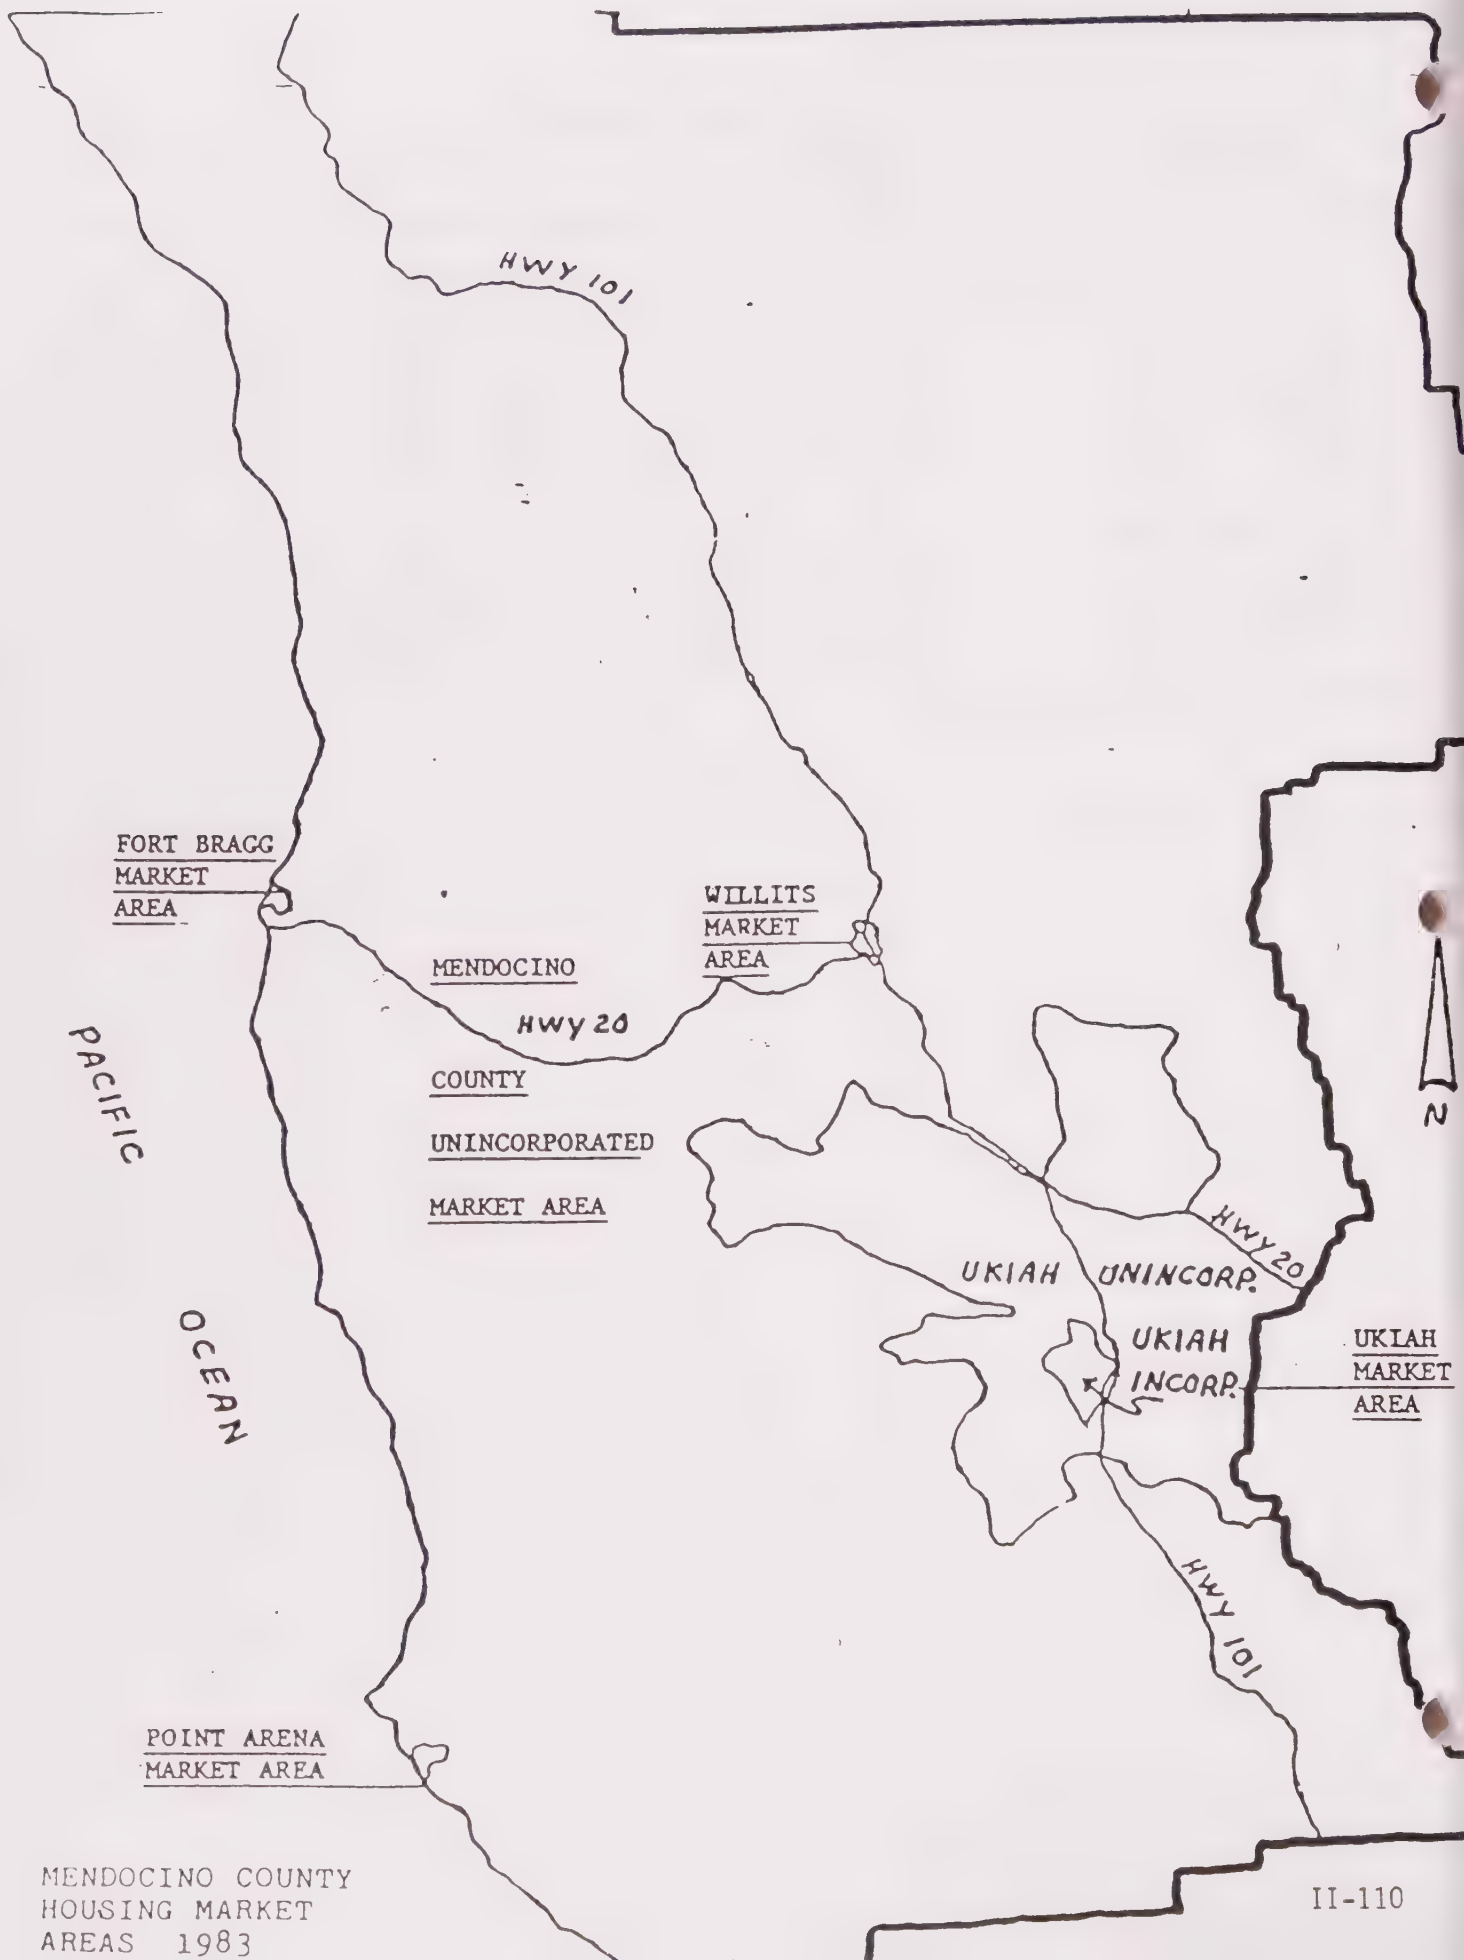 HWY 101
FORT BRAGG
MARKET
AREA
WILLITS
MARKET
AREA
MENDOCINO
HWY 20
COUNTY
UNINCORPORATED
MARKET AREA
PACIFIC
OCEAN
N
HWY 20
UKIAH UNINCORP.
UKIAH
INCORP.
UKIAH
MARKET
AREA
HWY 101
POINT ARENA
MARKET AREA
MENDOCINO COUNTY
HOUSING MARKET
AREAS 1983
II-110